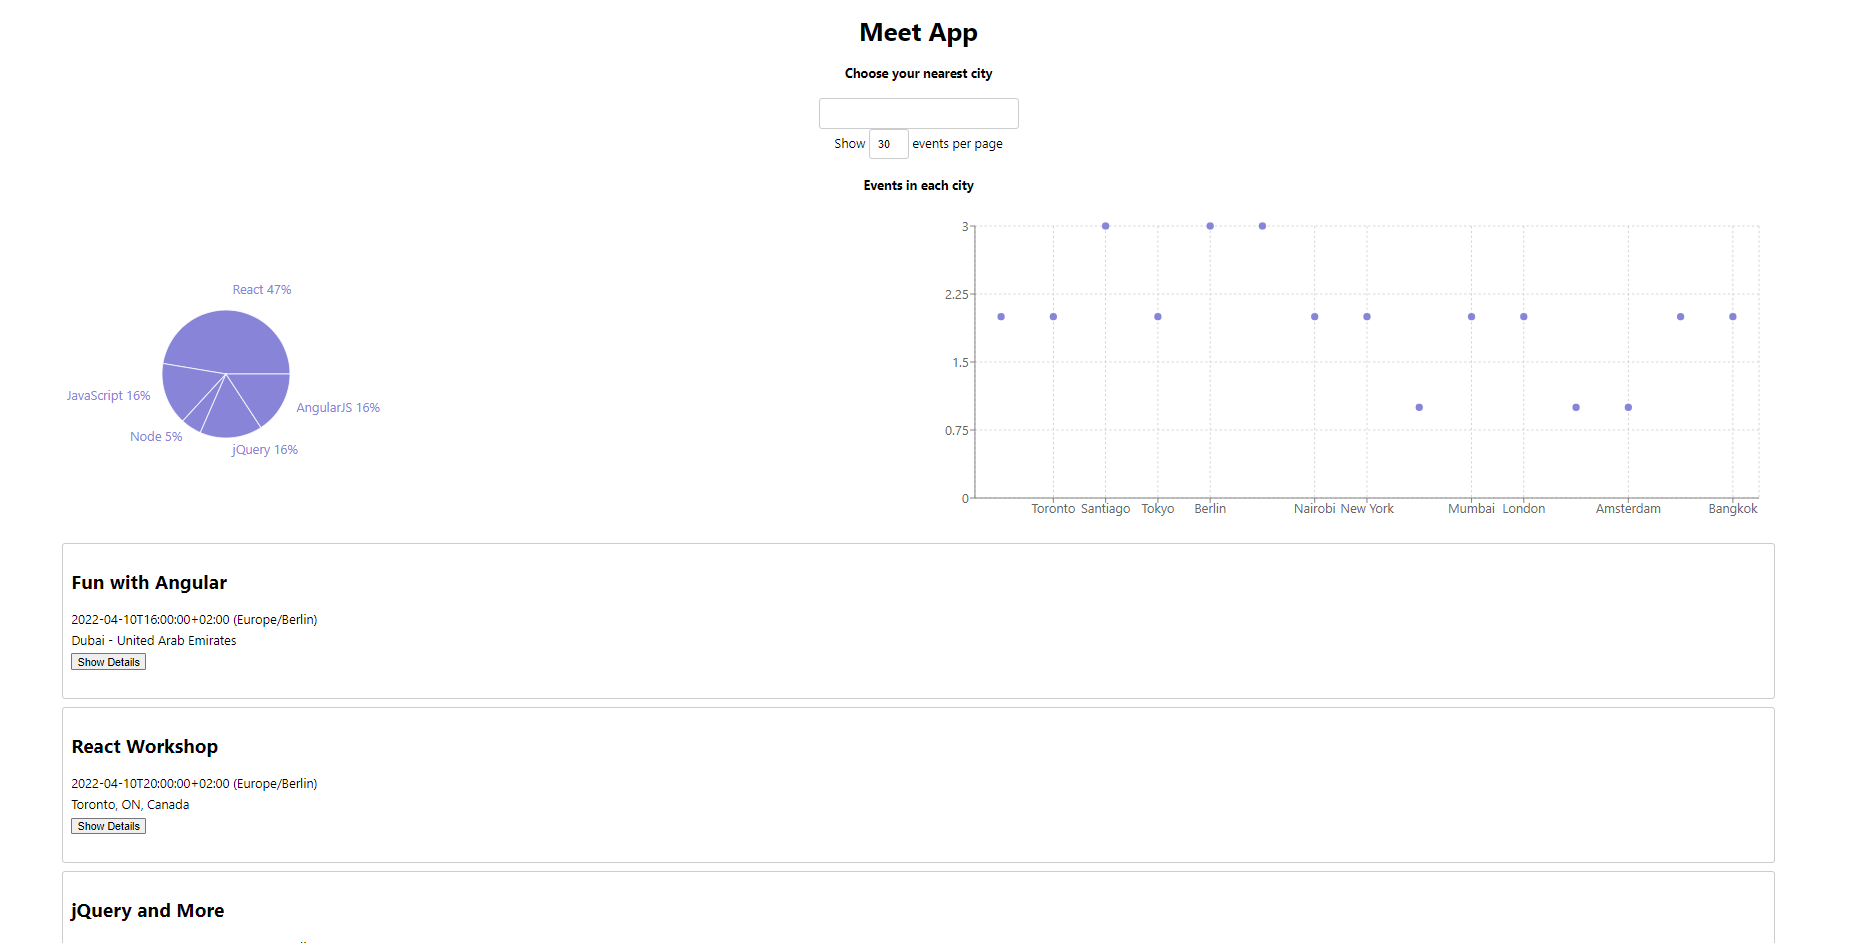 Meet App
Choose your nearest city
Show 30 events per page
Events in each city
React 47%
JavaScript 16%
AngularJS 16%
Node 5%
jQuery 16%
3
2.25
1.5
0.75
0
Toronto Santiago Tokyo Berlin Nairobi New York Mumbai London Amsterdam Bangkok
Fun with Angular
2022-04-10T16:00:00+02:00 (Europe/Berlin)
Dubai - United Arab Emirates
Show Details
React Workshop
2022-04-10T20:00:00+02:00 (Europe/Berlin)
Toronto, ON, Canada
Show Details
jQuery and More